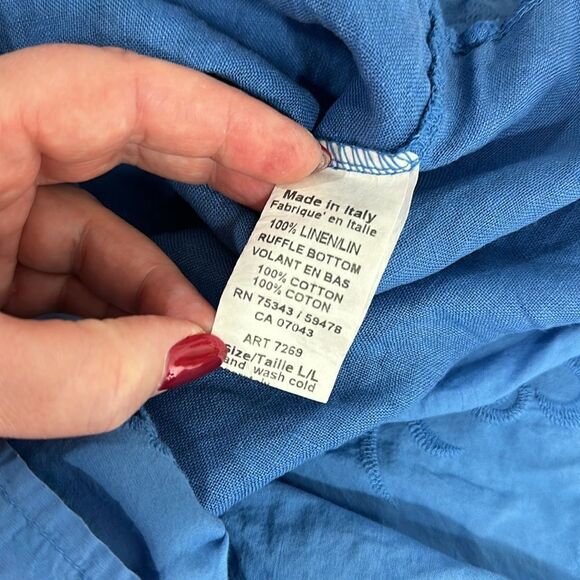 Made In Italy
Fabrique' en Italie
100% LINEN/LIN
RUFFLE BOTTOM
VOLANT EN BAS
100% COTTON
100% COTON
RN 75343 / 59478
CA 07043
ART 7269
Size/Taille L/L
and wash cold